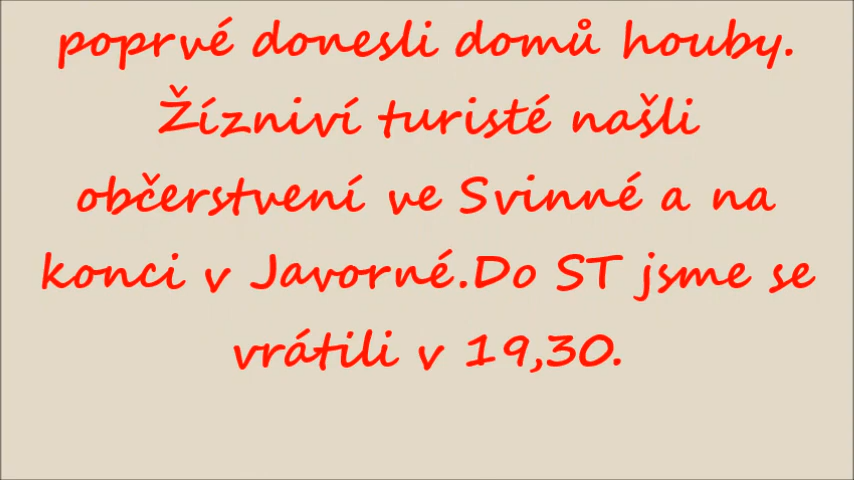 poprvé donesli domů houby.
Žízniví turisté našli
občerstvení ve Svinné a na
konci v Javorné.Do ST jsme se
vrátili v 19,30.